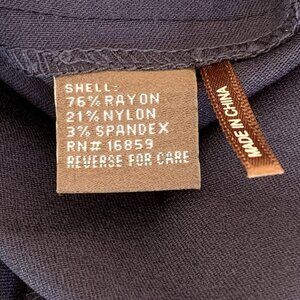 SHELL:
76% RAYON
21% NYLON
3% SPANDEX
RN# 16859
REVERSE FOR CARE
MADE IN CHINA